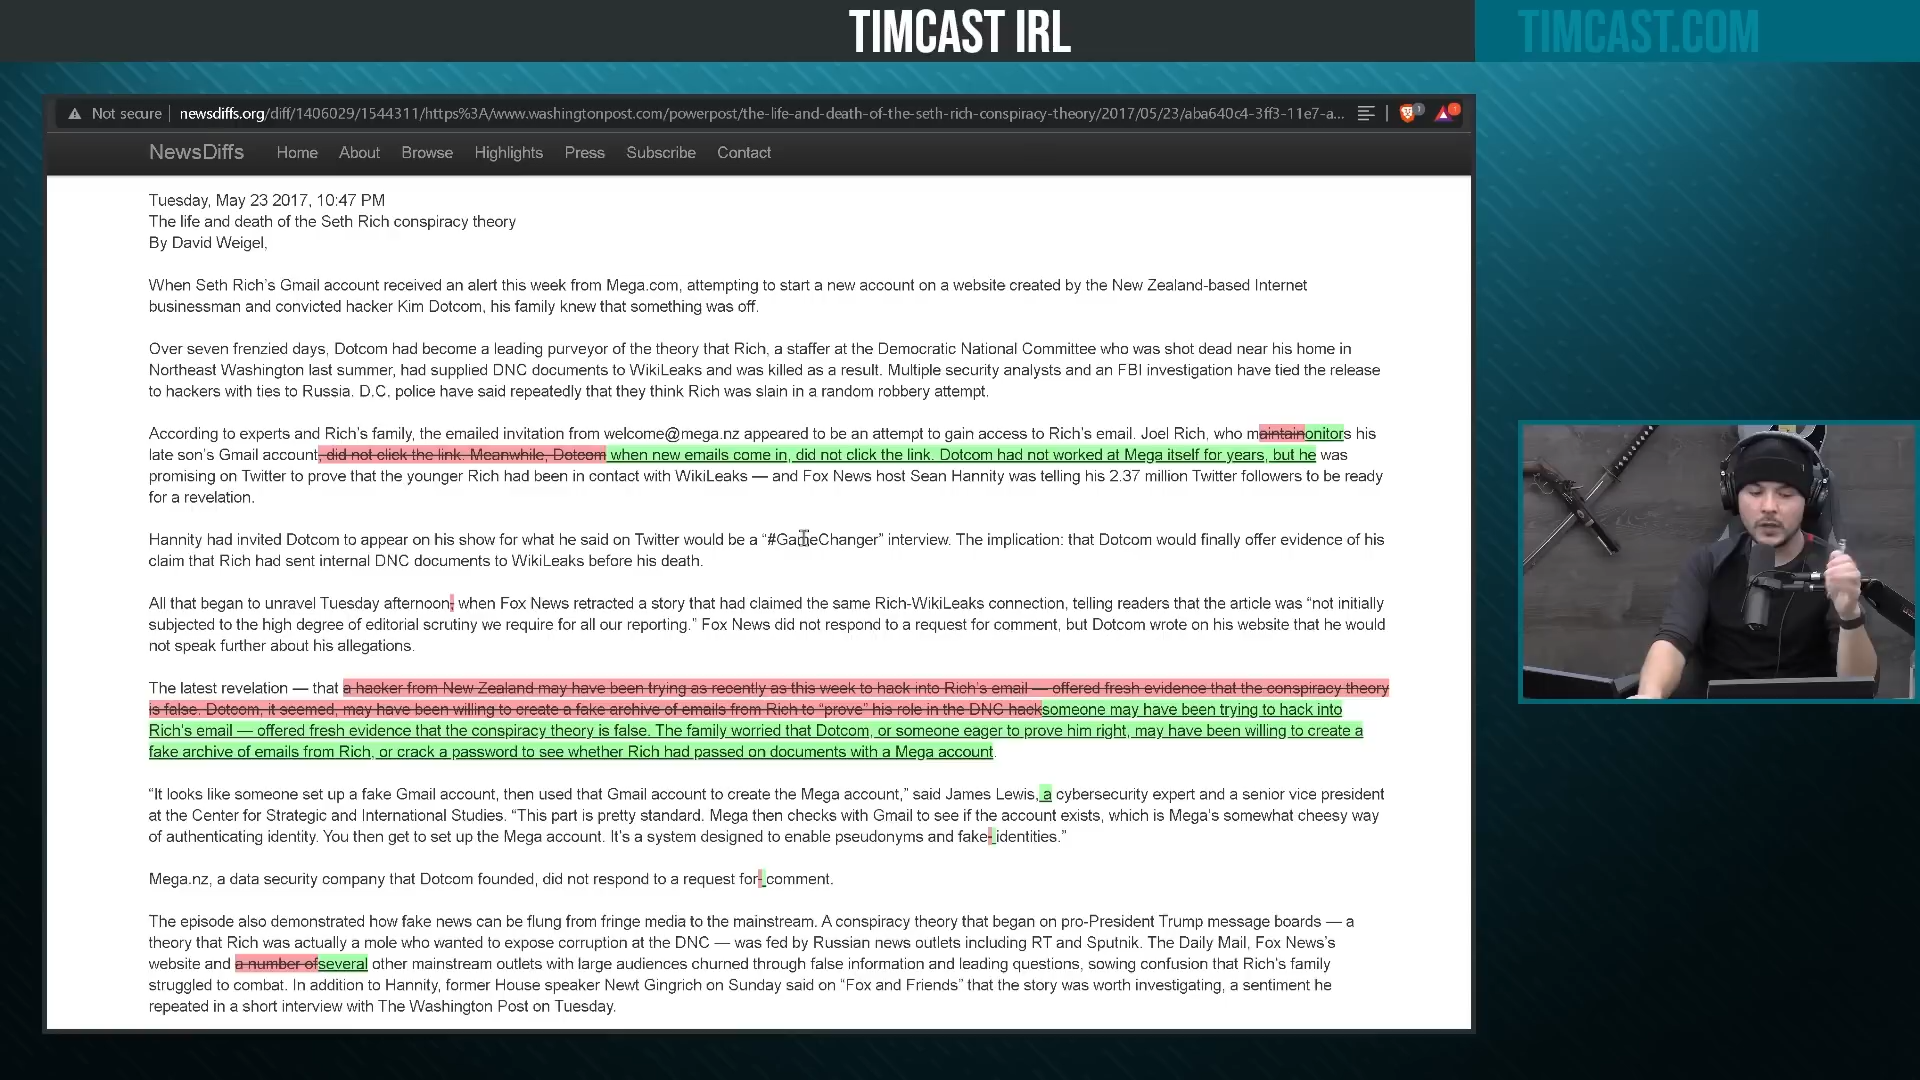 TIMCAST IRL
TIMCAST.COM
Not secure | newsdiffs.org/diff/1406029/1544311/https%3A/www.washingtonpost.com/powerpost/the-life-and-death-of-the-seth-rich-conspiracy-theory/2017/05/23/aba640c4-3ff3-11e7-a...
1
1
NewsDiffs Home About Browse Highlights Press Subscribe Contact
Tuesday, May 23 2017, 10:47 PM
The life and death of the Seth Rich conspiracy theory
By David Weigel,
When Seth Rich's Gmail account received an alert this week from Mega.com, attempting to start a new account on a website created by the New Zealand-based Internet
businessman and convicted hacker Kim Dotcom, his family knew that something was off.
Over seven frenzied days, Dotcom had become a leading purveyor of the theory that Rich, a staffer at the Democratic National Committee who was shot dead near his home in
Northeast Washington last summer, had supplied DNC documents to WikiLeaks and was killed as a result. Multiple security analysts and an FBI investigation have tied the release
to hackers with ties to Russia. D.C. police have said repeatedly that they think Rich was slain in a random robbery attempt.
According to experts and Rich's family, the emailed invitation from welcome@mega.nz appeared to be an attempt to gain access to Rich's email. Joel Rich, who maintainonitors his
late son's Gmail account, did not click the link. Meanwhile, Dotcom when new emails come in, did not click the link. Dotcom had not worked at Mega itself for years, but he was
promising on Twitter to prove that the younger Rich had been in contact with WikiLeaks — and Fox News host Sean Hannity was telling his 2.37 million Twitter followers to be ready
for a revelation.
Hannity had invited Dotcom to appear on his show for what he said on Twitter would be a “#GameChanger” interview. The implication: that Dotcom would finally offer evidence of his
claim that Rich had sent internal DNC documents to WikiLeaks before his death.
All that began to unravel Tuesday afternoon, when Fox News retracted a story that had claimed the same Rich-WikiLeaks connection, telling readers that the article was “not initially
subjected to the high degree of editorial scrutiny we require for all our reporting.” Fox News did not respond to a request for comment, but Dotcom wrote on his website that he would
not speak further about his allegations.
The latest revelation — that a hacker from New Zealand may have been trying as recently as this week to hack into Rich's email — offered fresh evidence that the conspiracy theory
is false. Dotcom, it seemed, may have been willing to create a fake archive of emails from Rich to “prove” his role in the DNC hacksomeone may have been trying to hack into
Rich's email — offered fresh evidence that the conspiracy theory is false. The family worried that Dotcom, or someone eager to prove him right, may have been willing to create a
fake archive of emails from Rich, or crack a password to see whether Rich had passed on documents with a Mega account.
“It looks like someone set up a fake Gmail account, then used that Gmail account to create the Mega account,” said James Lewis, a cybersecurity expert and a senior vice president
at the Center for Strategic and International Studies. “This part is pretty standard. Mega then checks with Gmail to see if the account exists, which is Mega's somewhat cheesy way
of authenticating identity. You then get to set up the Mega account. It's a system designed to enable pseudonyms and fake- identities.”
Mega.nz, a data security company that Dotcom founded, did not respond to a request for- comment.
The episode also demonstrated how fake news can be flung from fringe media to the mainstream. A conspiracy theory that began on pro-President Trump message boards — a
theory that Rich was actually a mole who wanted to expose corruption at the DNC — was fed by Russian news outlets including RT and Sputnik. The Daily Mail, Fox News's
website and a number ofseveral other mainstream outlets with large audiences churned through false information and leading questions, sowing confusion that Rich's family
struggled to combat. In addition to Hannity, former House speaker Newt Gingrich on Sunday said on “Fox and Friends” that the story was worth investigating, a sentiment he
repeated in a short interview with The Washington Post on Tuesday.